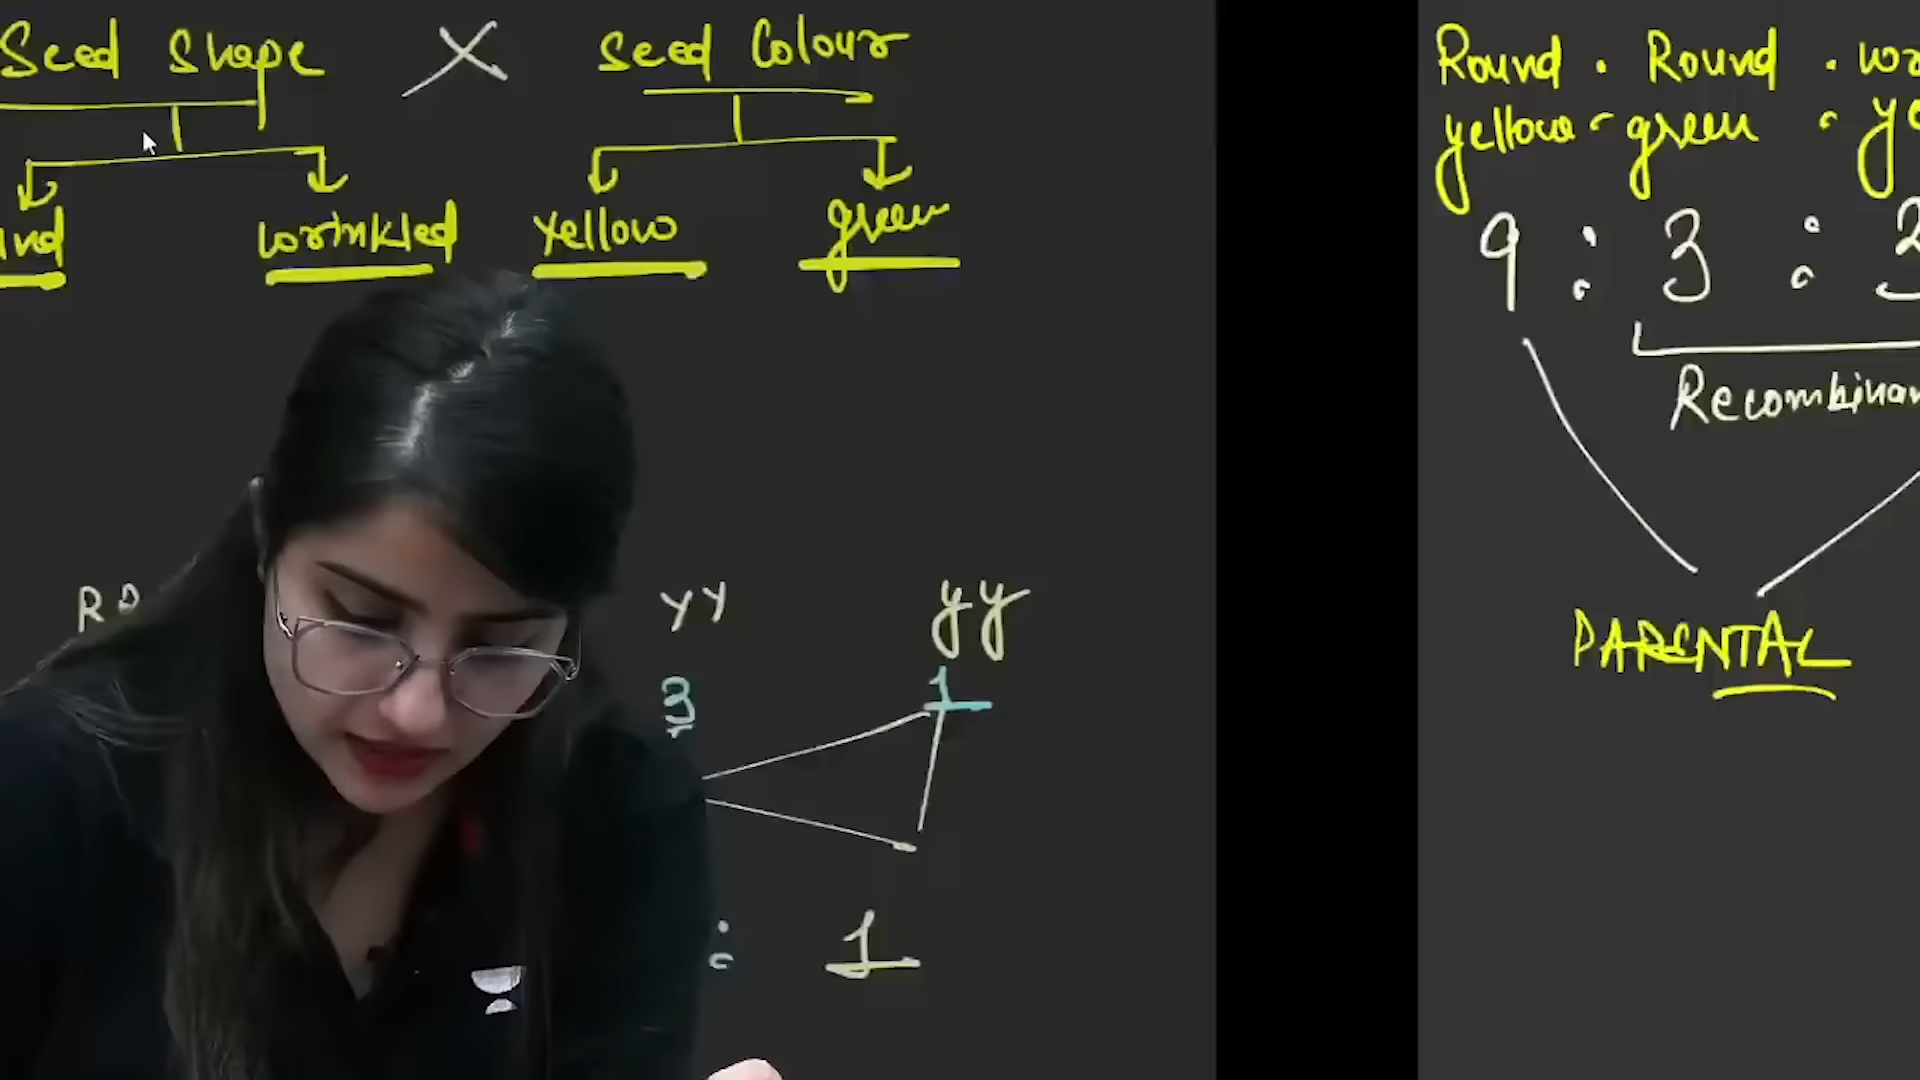 Seed Shape X Seed Colour
wrinkled yellow green
YY yy
3 1
: 1
Round . Round .
yellow green
9 : 3 : 3
PARENTAL